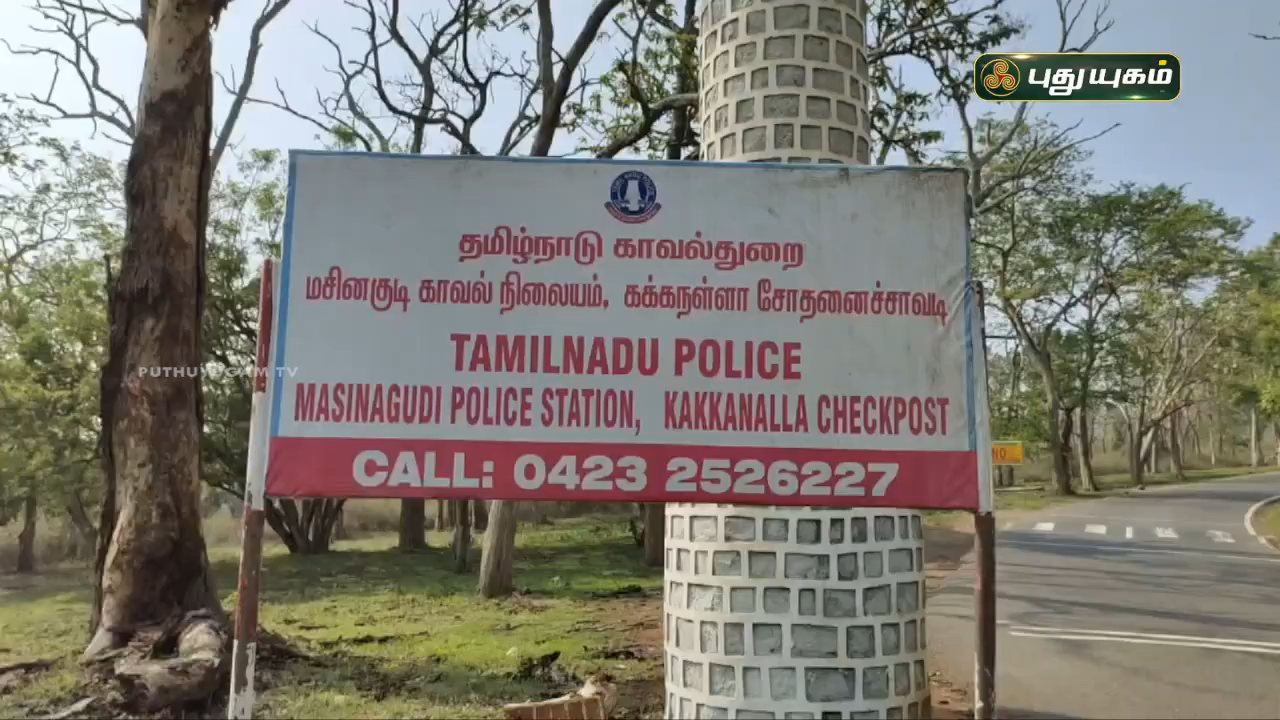 புதுயுகம்
தமிழ்நாடு காவல்துறை
மசினகுடி காவல் நிலையம், கக்கநள்ளா சோதனைச்சாவடி
TAMILNADU POLICE
PUTHUYUGAM TV
MASINAGUDI POLICE STATION, KAKKANALLA CHECKPOST
CALL: 0423 2526227
NO